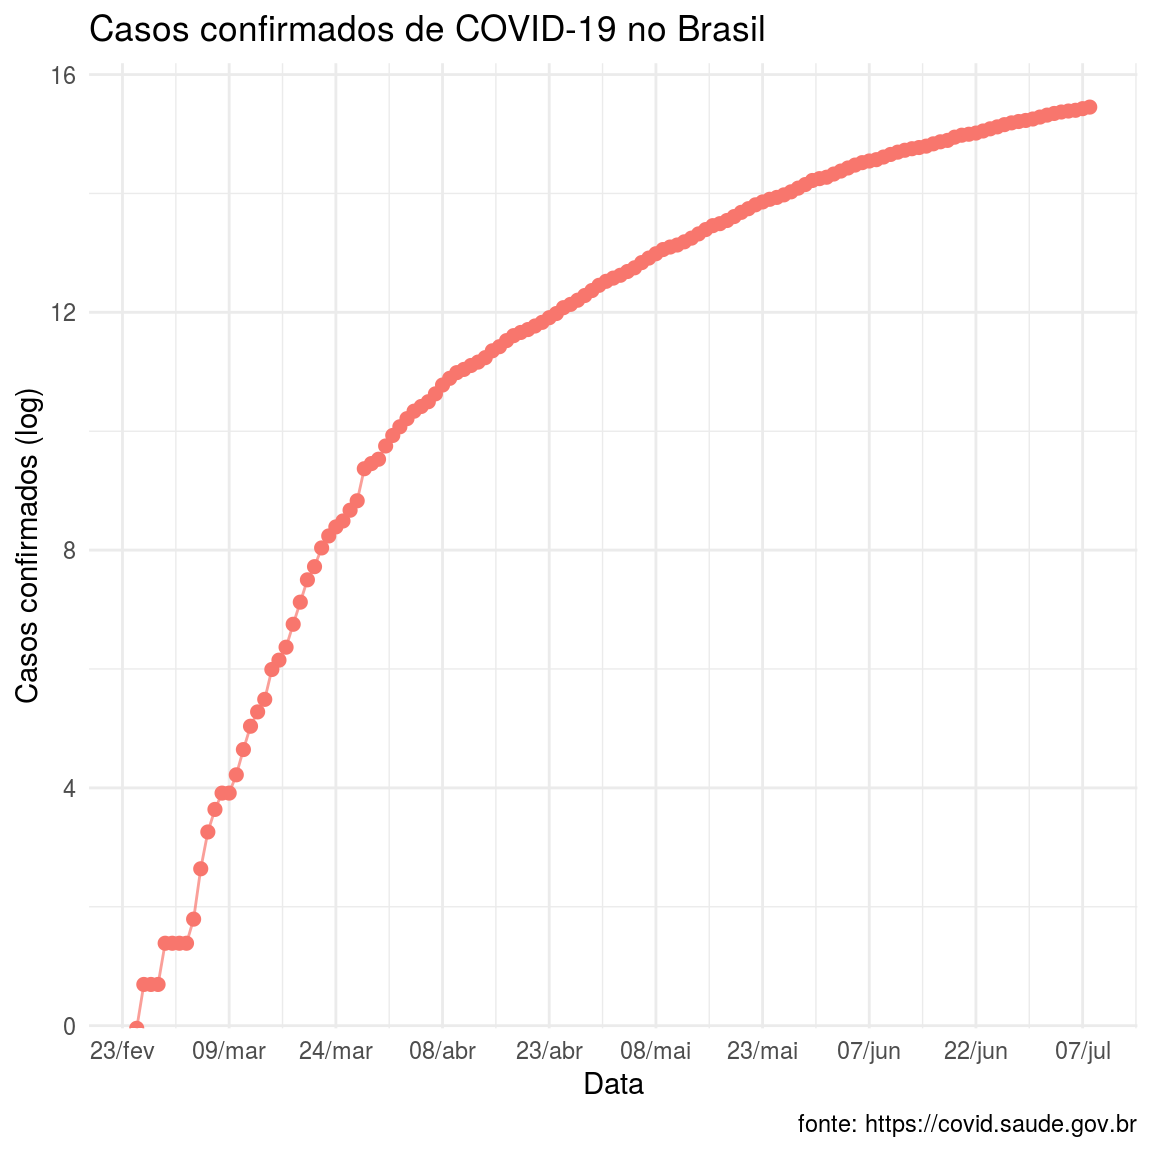 Casos confirmados de COVID-19 no Brasil
16
12
8
4
0
Casos confirmados (log)
23/fev 09/mar 24/mar 08/abr 23/abr 08/mai 23/mai 07/jun 22/jun 07/jul
Data
fonte: https://covid.saude.gov.br